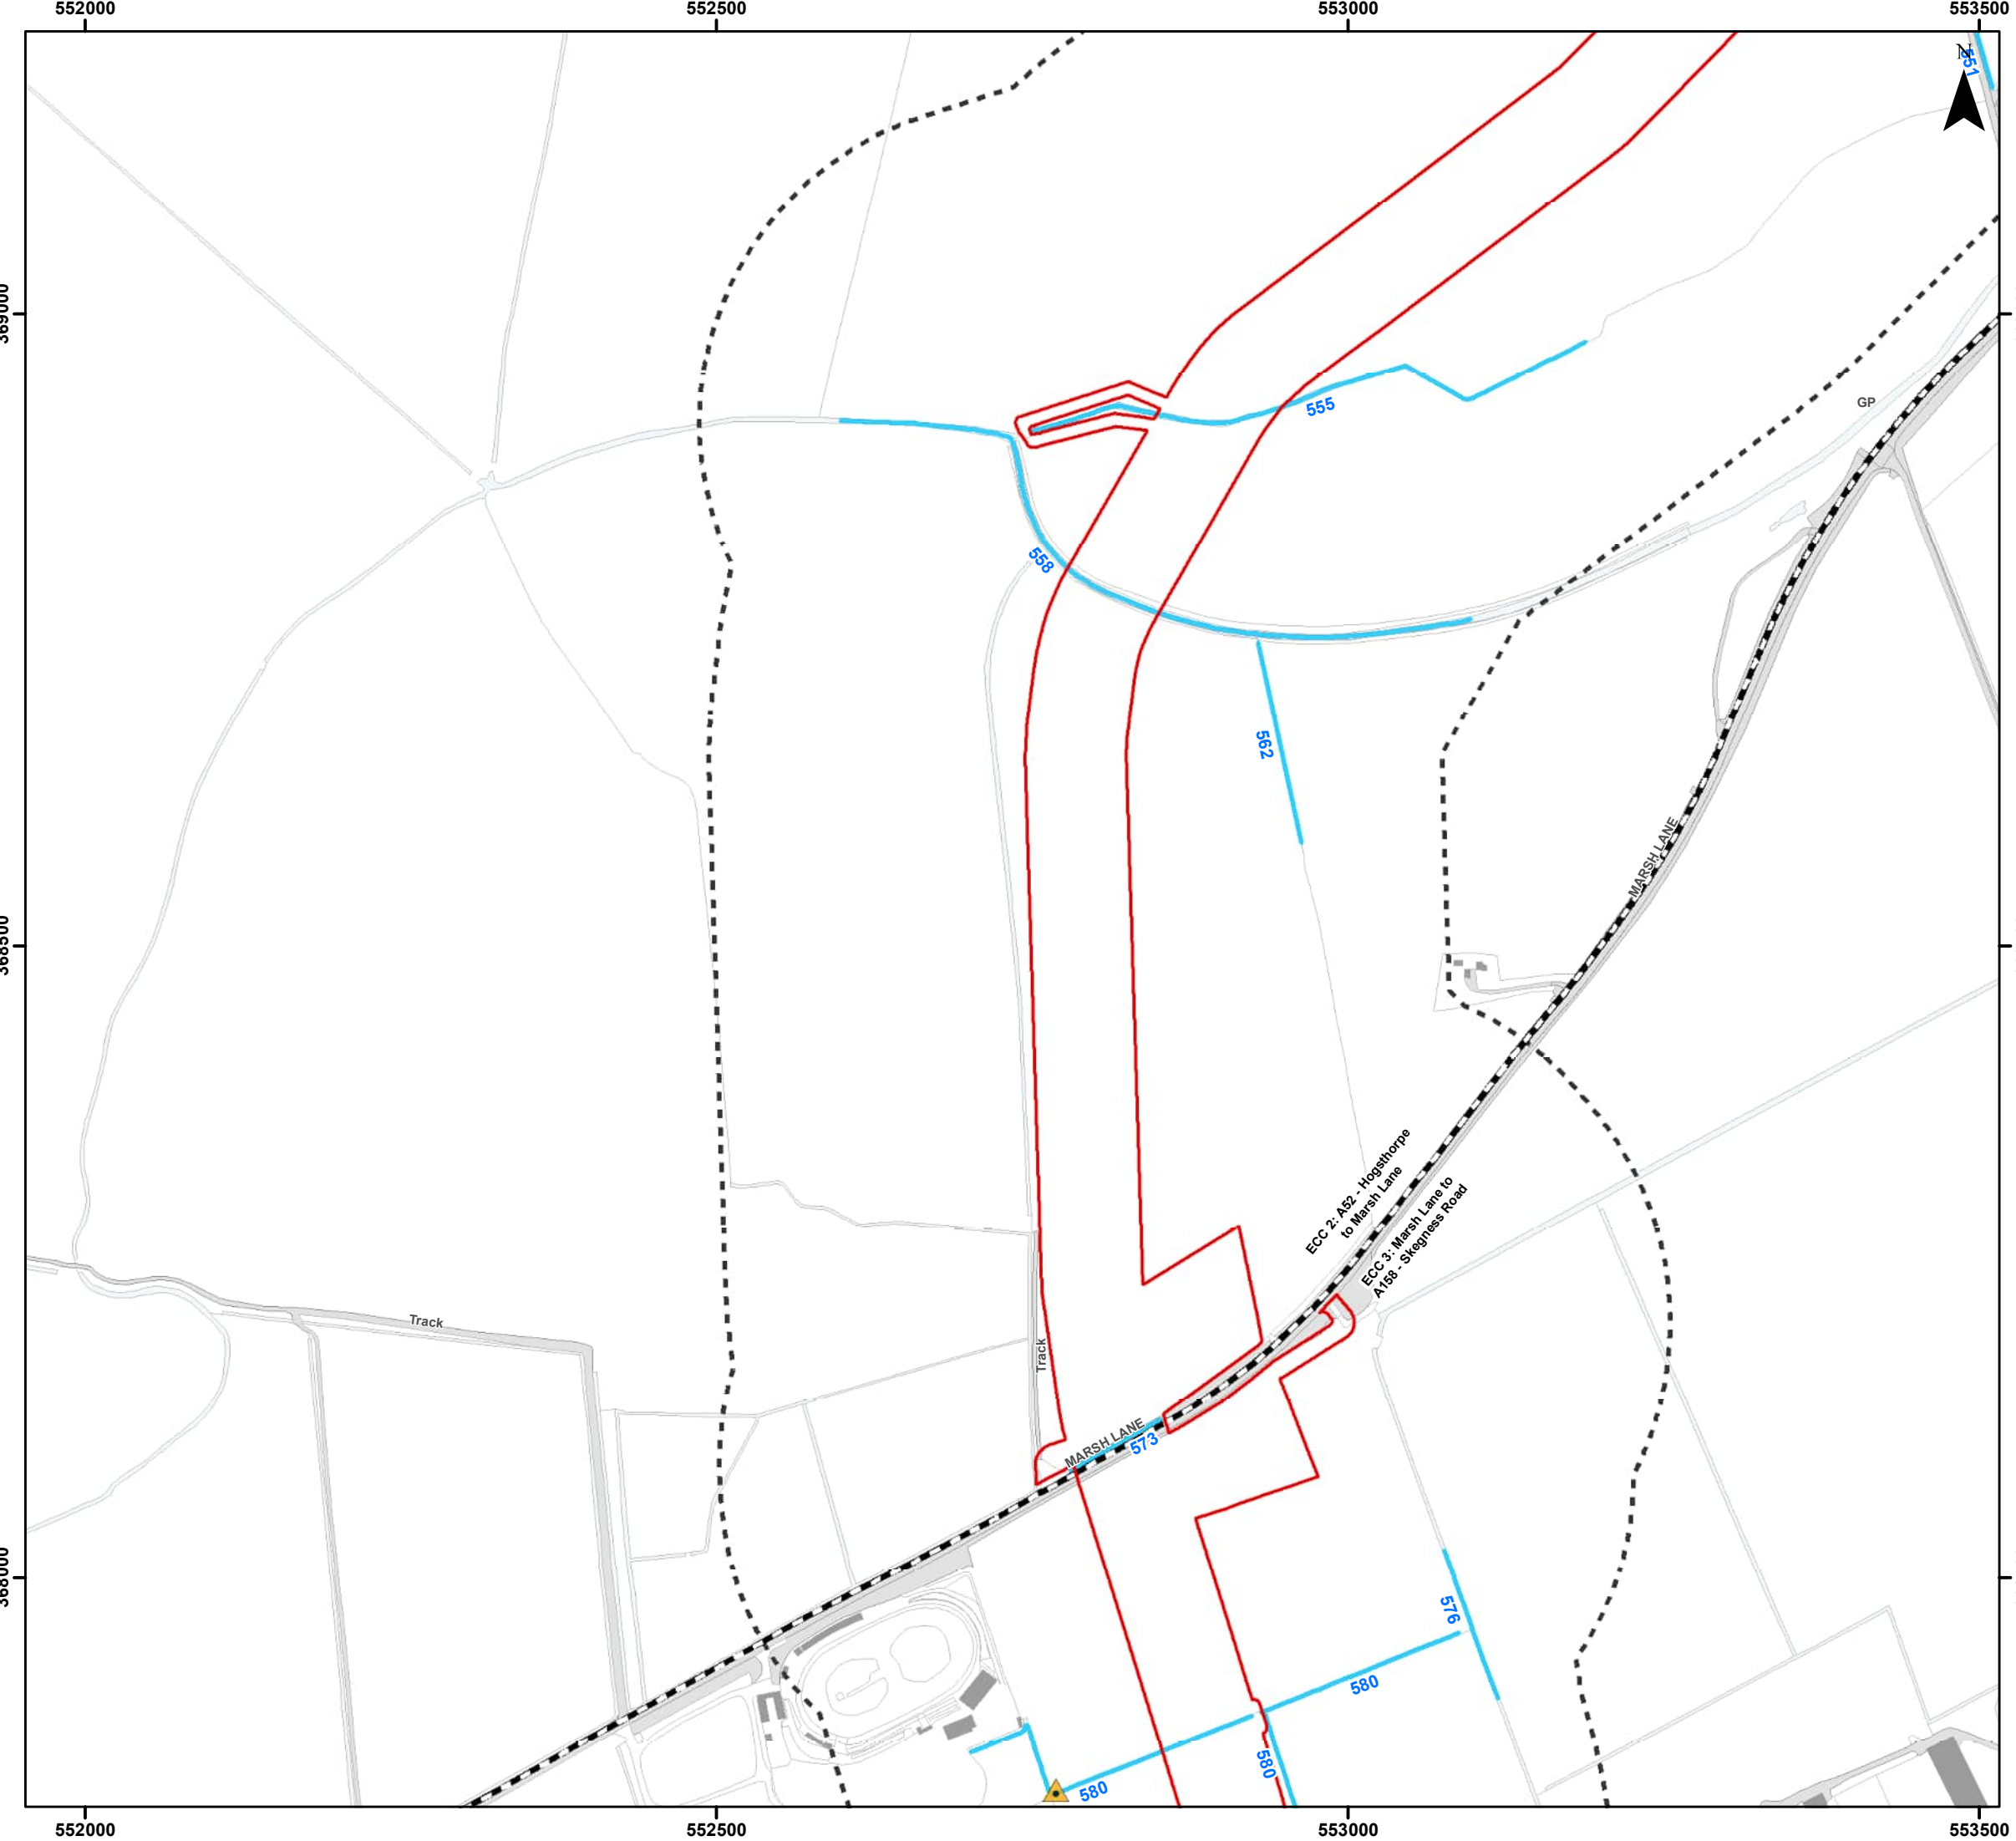 552000 552500 553000 553500
N
551
369000
GP
555
558
562
MARSH LANE
368500
ECC 2: A52 - Hogsthorpe
to Marsh Lane
ECC 3: Marsh Lane to
A158 - Skegness Road
Track
Track
MARSH LANE
573
368000
576
580
580
580
552000 552500 553000 553500